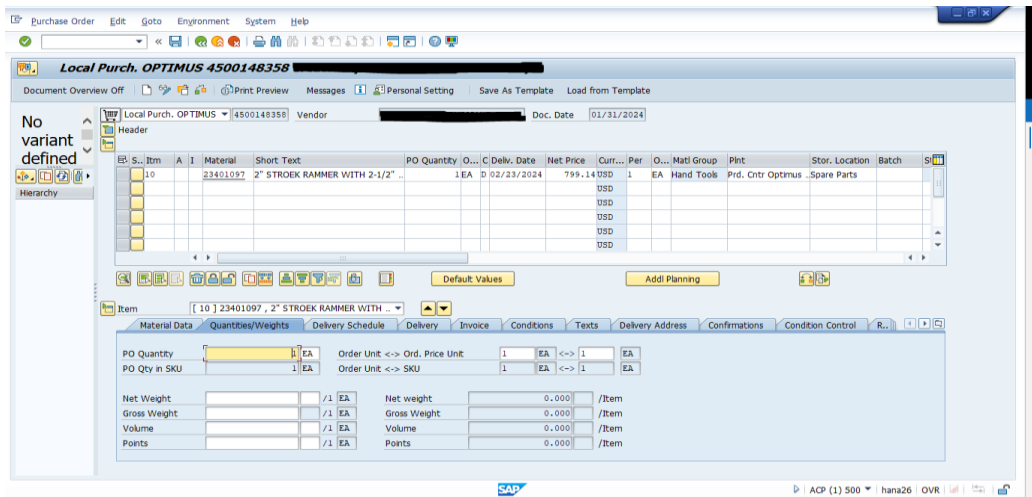 Purchase Order Edit Goto Environment System Help
Local Purch. OPTIMUS 4500148358
Document Overview Off Print Preview Messages Personal Setting Save As Template Load from Template
No variant defined
Hierarchy
Local Purch. OPTIMUS 4500148358 Vendor Doc. Date 01/31/2024
Header
S.. Itm A I Material Short Text PO Quantity O... C Deliv. Date Net Price Curr... Per O... Matl Group Plnt Stor. Location Batch S
10 23401097 2" STROEK RAMMER WITH 2-1/2" .. 1 EA D 02/23/2024 799.14 USD 1 EA Hand Tools Prd. Cntr Optimus .. Spare Parts
USD
USD
USD
USD
USD
Default Values Addl Planning
Item [ 10 ] 23401097 , 2" STROEK RAMMER WITH ..
Material Data Quantities/Weights Delivery Schedule Delivery Invoice Conditions Texts Delivery Address Confirmations Condition Control R..
PO Quantity 1 EA Order Unit <-> Ord. Price Unit 1 EA <-> 1 EA
PO Qty in SKU 1 EA Order Unit <-> SKU 1 EA <-> 1 EA
Net Weight /1 EA Net weight 0.000 /Item
Gross Weight /1 EA Gross Weight 0.000 /Item
Volume /1 EA Volume 0.000 /Item
Points /1 EA Points 0.000 /Item
SAP ACP (1) 500 hana26 OVR